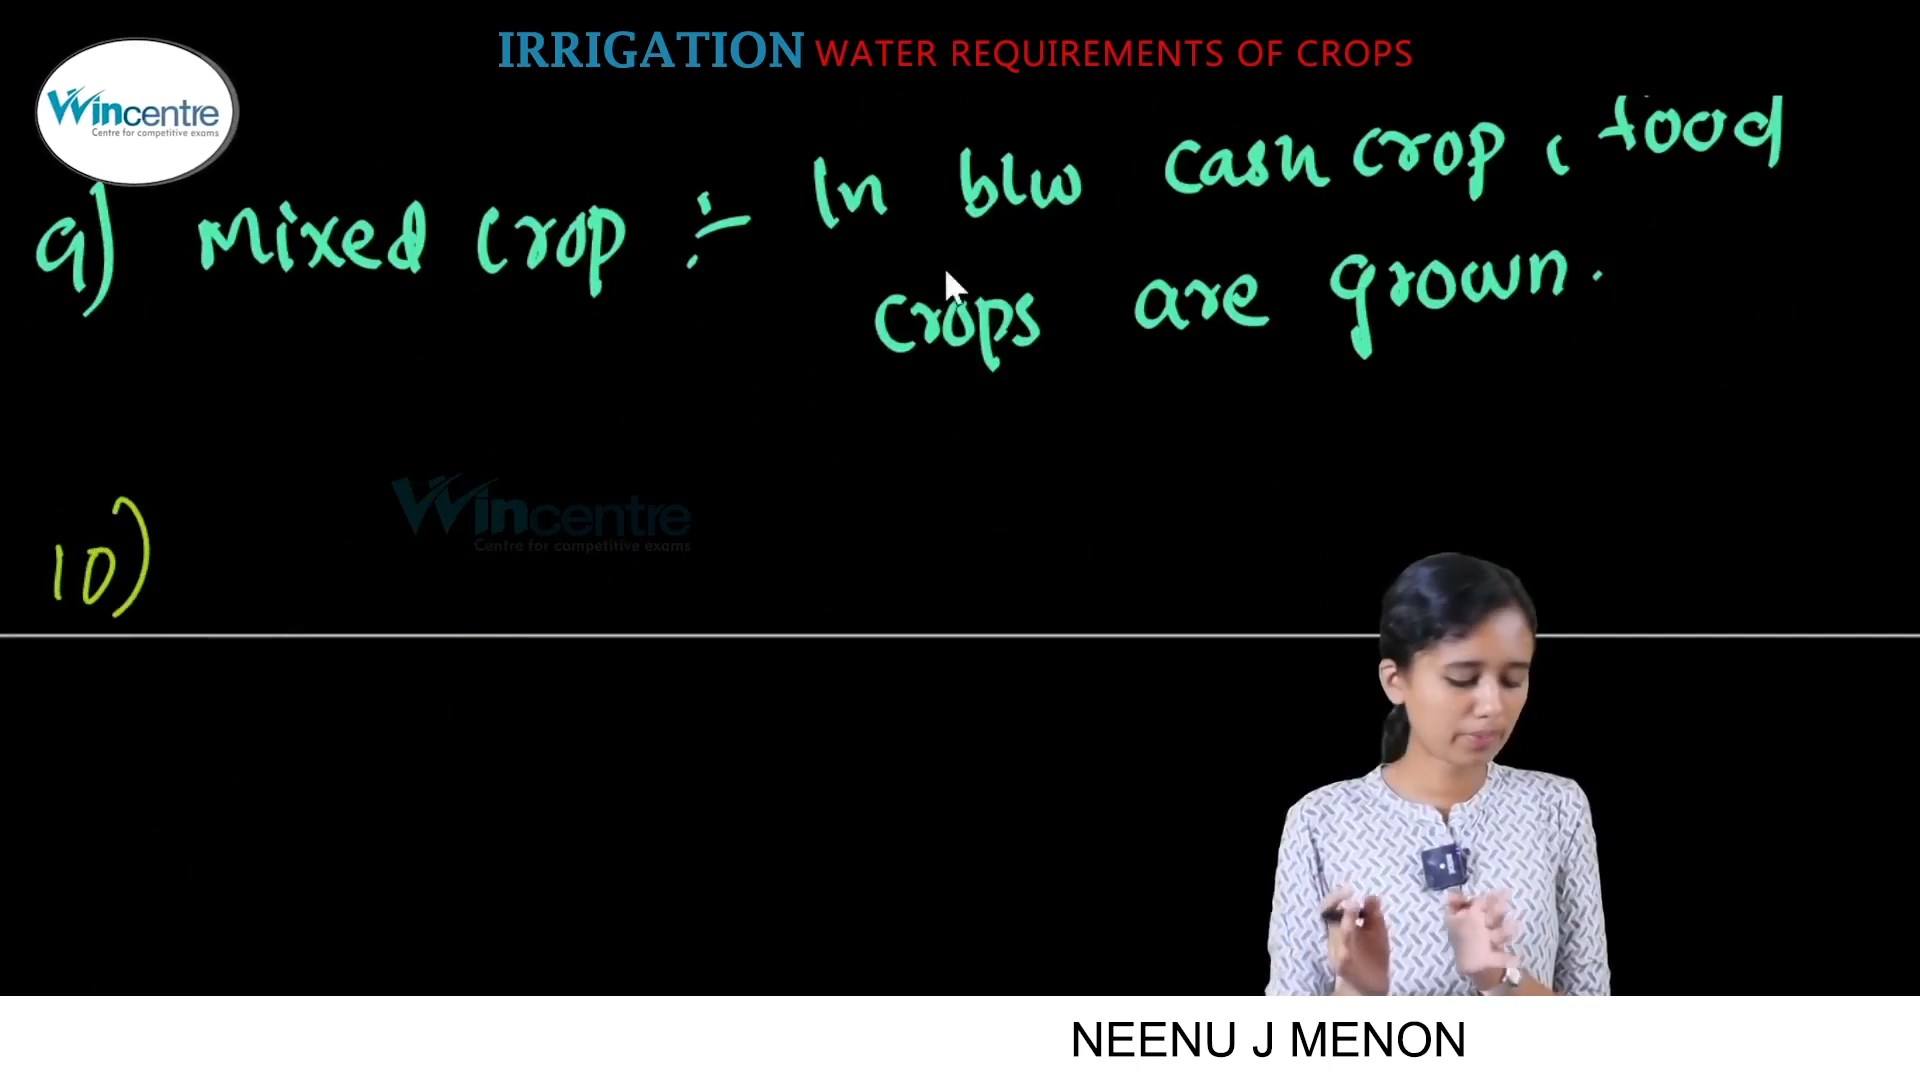 IRRIGATION WATER REQUIREMENTS OF CROPS
Wincentre
Centre for competitive exams
9) Mixed Crop :- In b/w cash crop, food
crops are grown.
Wincentre
Centre for competitive exams
10)
NEENU J MENON